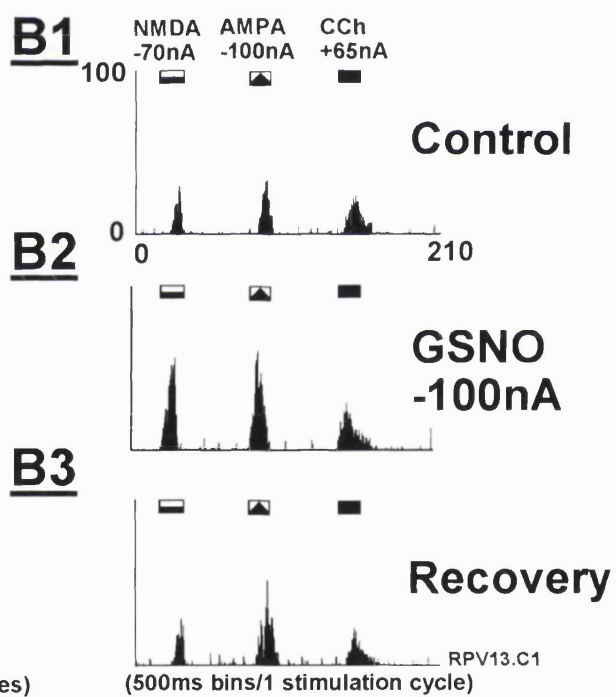 B1
NMDA AMPA CCh
-70nA -100nA +65nA
100
Control
0
0 210
B2
GSNO
-100nA
B3
Recovery
RPV13.C1
es) (500ms bins/1 stimulation cycle)